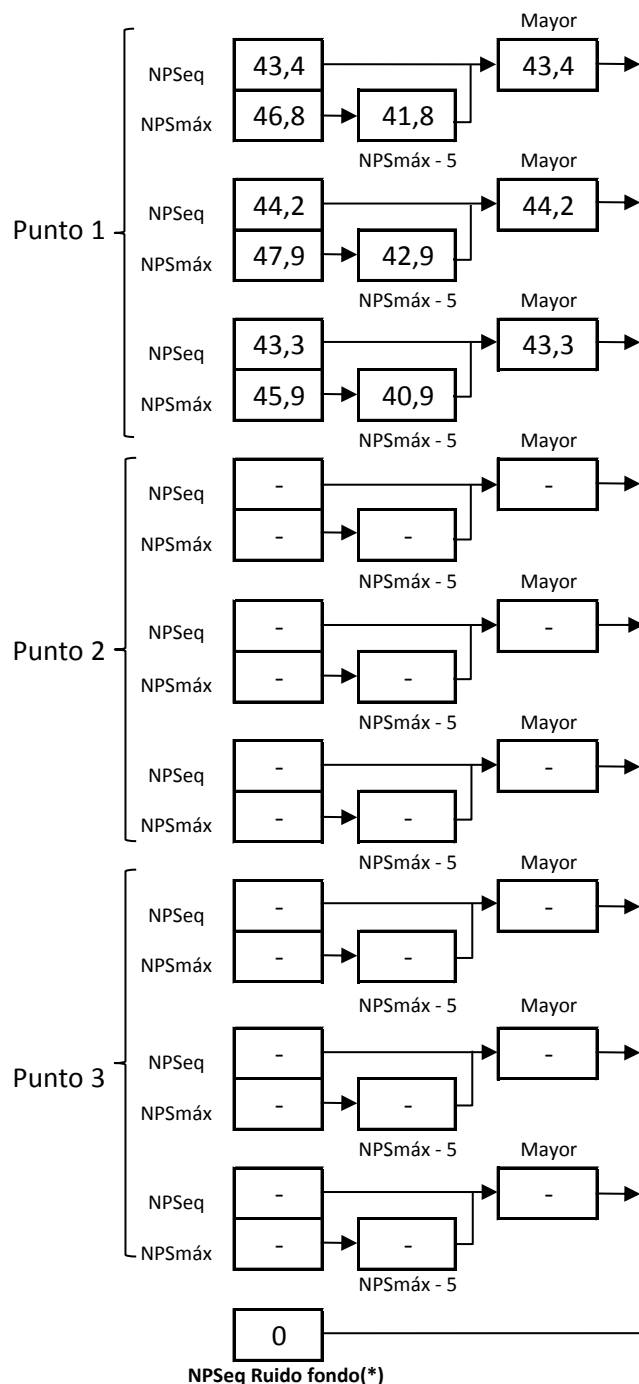 Mayor
NPSeq 43,4 43,4
NPSmáx 46,8 41,8
NPSmáx - 5
Mayor
NPSeq 44,2 44,2
Punto 1
NPSmáx 47,9 42,9
NPSmáx - 5
Mayor
NPSeq 43,3 43,3
NPSmáx 45,9 40,9
NPSmáx - 5
Mayor
NPSeq - -
NPSmáx - -
NPSmáx - 5
Mayor
NPSeq - -
Punto 2
NPSmáx - -
NPSmáx - 5
Mayor
NPSeq - -
NPSmáx - -
NPSmáx - 5
Mayor
NPSeq - -
NPSmáx - -
NPSmáx - 5
Mayor
NPSeq - -
Punto 3
NPSmáx - -
NPSmáx - 5
Mayor
NPSeq - -
NPSmáx - -
NPSmáx - 5
0
NPSeq Ruido fondo(*)